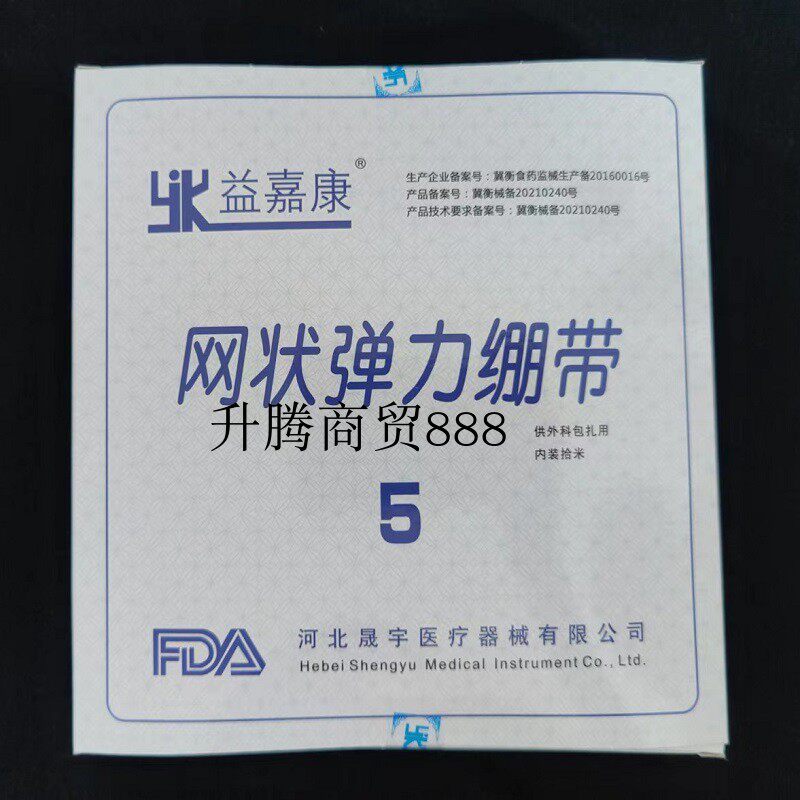 YJK益嘉康®
生产企业备案号：冀衡食药监械生产备20160016号
产品备案号：冀衡械备20210240号
产品技术要求备案号：冀衡械备20210240号
网状弹力绷带
升腾商贸888
供外科包扎用
内装拾米
5
FDA
河北晟宇医疗器械有限公司
Hebei Shengyu Medical Instrument Co., Ltd.